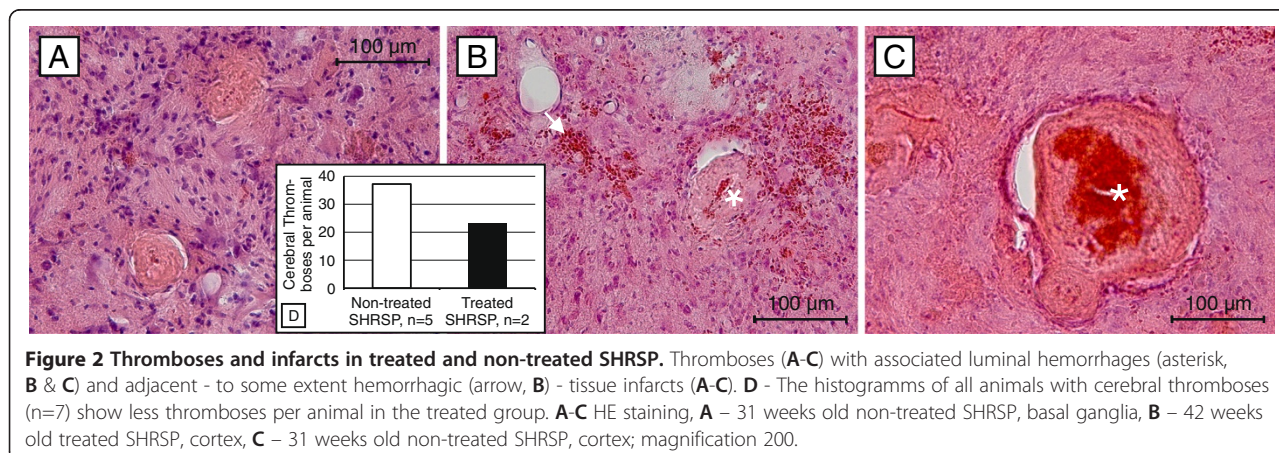 A
100 µm
B
*
100 µm
C
*
100 µm
Cerebral Throm-
boses per animal
40
30
20
10
0
Non-treated
SHRSP, n=5
Treated
SHRSP, n=2
D
Figure 2 Thromboses and infarcts in treated and non-treated SHRSP. Thromboses (A-C) with associated luminal hemorrhages (asterisk,
B & C) and adjacent - to some extent hemorrhagic (arrow, B) - tissue infarcts (A-C). D - The histogramms of all animals with cerebral thromboses
(n=7) show less thromboses per animal in the treated group. A-C HE staining, A – 31 weeks old non-treated SHRSP, basal ganglia, B – 42 weeks
old treated SHRSP, cortex, C – 31 weeks old non-treated SHRSP, cortex; magnification 200.